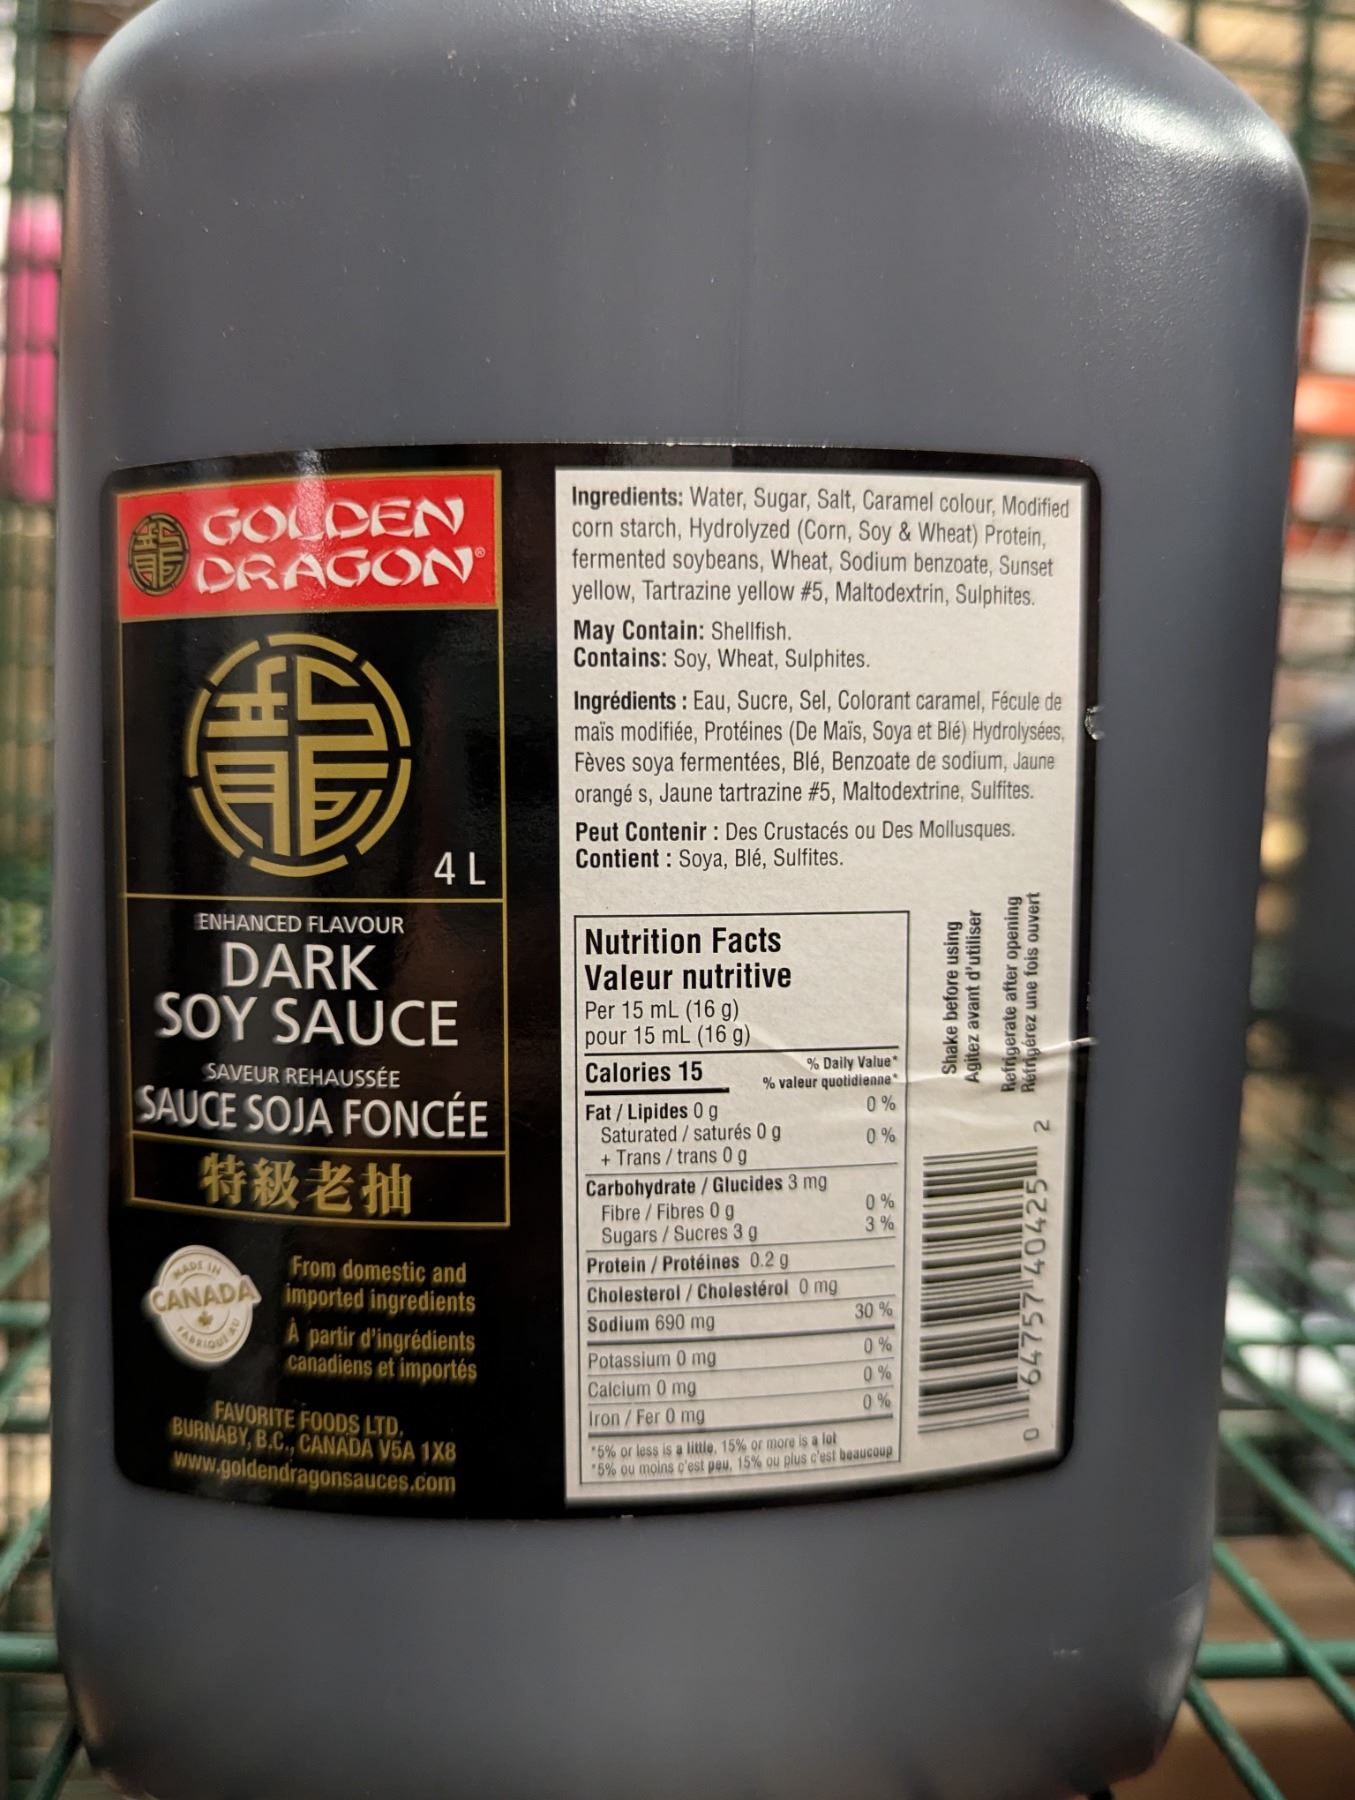 GOLDEN
DRAGON®
4 L
ENHANCED FLAVOUR
DARK
SOY SAUCE
SAVEUR REHAUSSÉE
SAUCE SOJA FONCÉE
特級老抽
MADE IN
CANADA
FABRIQUÉ AU
From domestic and
imported ingredients
À partir d'ingrédients
canadiens et importés
FAVORITE FOODS LTD.
BURNABY, B.C., CANADA V5A 1X8
www.goldendragonsauces.com
Ingredients: Water, Sugar, Salt, Caramel colour, Modified
corn starch, Hydrolyzed (Corn, Soy & Wheat) Protein,
fermented soybeans, Wheat, Sodium benzoate, Sunset
yellow, Tartrazine yellow #5, Maltodextrin, Sulphites.
May Contain: Shellfish.
Contains: Soy, Wheat, Sulphites.
Ingrédients : Eau, Sucre, Sel, Colorant caramel, Fécule de
maïs modifiée, Protéines (De Maïs, Soya et Blé) Hydrolysées,
Fèves soya fermentées, Blé, Benzoate de sodium, Jaune
orangé s, Jaune tartrazine #5, Maltodextrine, Sulfites.
Peut Contenir : Des Crustacés ou Des Mollusques.
Contient : Soya, Blé, Sulfites.
Nutrition Facts
Valeur nutritive
Per 15 mL (16 g)
pour 15 mL (16 g)
Calories 15
% Daily Value*
% valeur quotidienne*
Fat / Lipides 0 g 0 %
Saturated / saturés 0 g 0 %
+ Trans / trans 0 g
Carbohydrate / Glucides 3 mg
Fibre / Fibres 0 g 0 %
Sugars / Sucres 3 g 3 %
Protein / Protéines 0.2 g
Cholesterol / Cholestérol 0 mg
Sodium 690 mg 30 %
Potassium 0 mg 0 %
Calcium 0 mg 0 %
Iron / Fer 0 mg 0 %
*5% or less is a little, 15% or more is a lot
*5% ou moins c'est peu, 15% ou plus c'est beaucoup
Shake before using
Agitez avant d'utiliser
Refrigerate after opening
Réfrigérez une fois ouvert
0 64757 40425 2